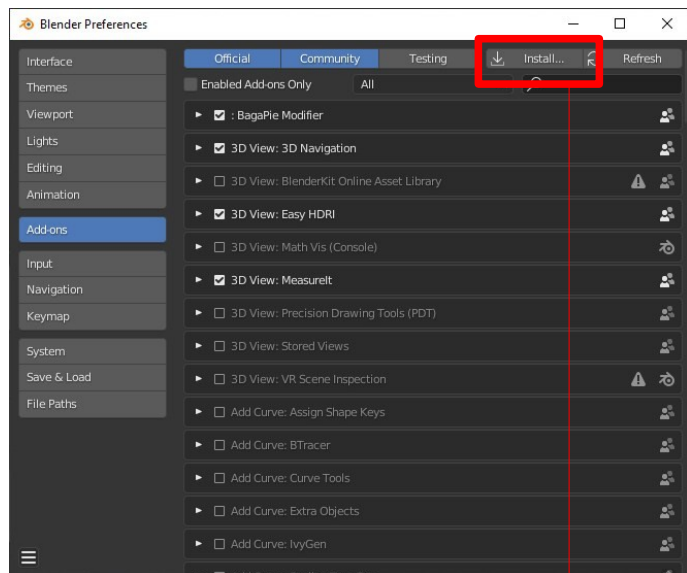 Blender Preferences
Interface
Themes
Viewport
Lights
Editing
Animation
Add-ons
Input
Navigation
Keymap
System
Save & Load
File Paths
Official Community Testing Install... Refresh
Enabled Add-ons Only All
: BagaPie Modifier
3D View: 3D Navigation
3D View: BlenderKit Online Asset Library
3D View: Easy HDRI
3D View: Math Vis (Console)
3D View: MeasureIt
3D View: Precision Drawing Tools (PDT)
3D View: Stored Views
3D View: VR Scene Inspection
Add Curve: Assign Shape Keys
Add Curve: BTracer
Add Curve: Curve Tools
Add Curve: Extra Objects
Add Curve: IvyGen